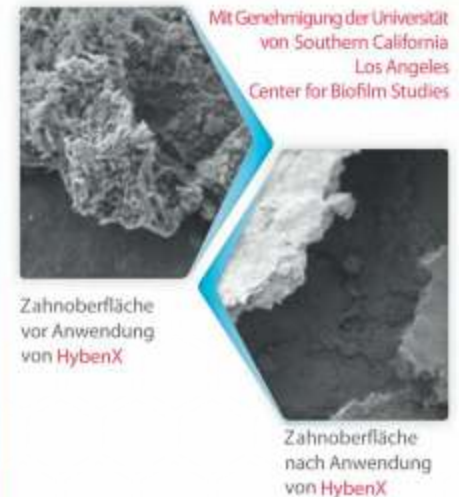 Mit Genehmigung der Universität
von Southern California
Los Angeles
Center for Biofilm Studies
Zahnoberfläche
vor Anwendung
von HybenX
Zahnoberfläche
nach Anwendung
von HybenX